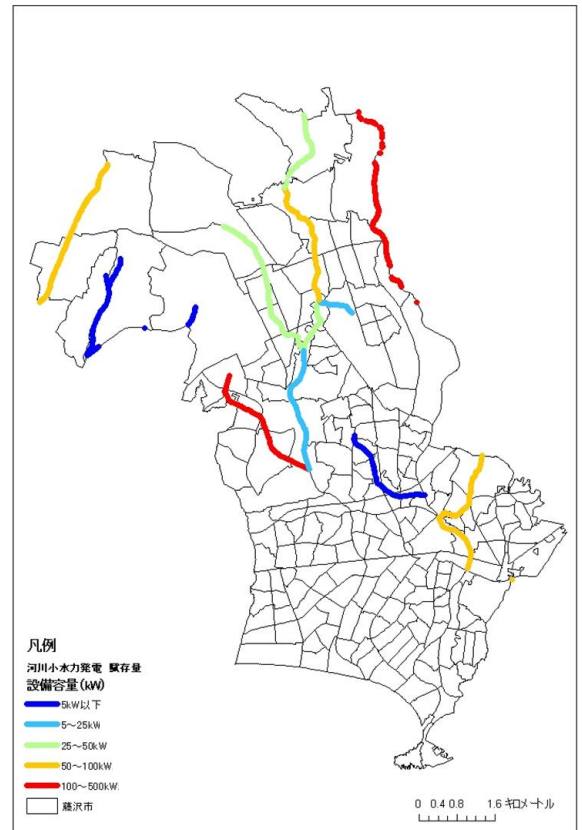 凡例
河川小水力発電 賦存量
設備容量(kW)
5kW以下
5～25kW
25～50kW
50～100kW
100～500kW
藤沢市
0 0.4 0.8 1.6 キロメートル